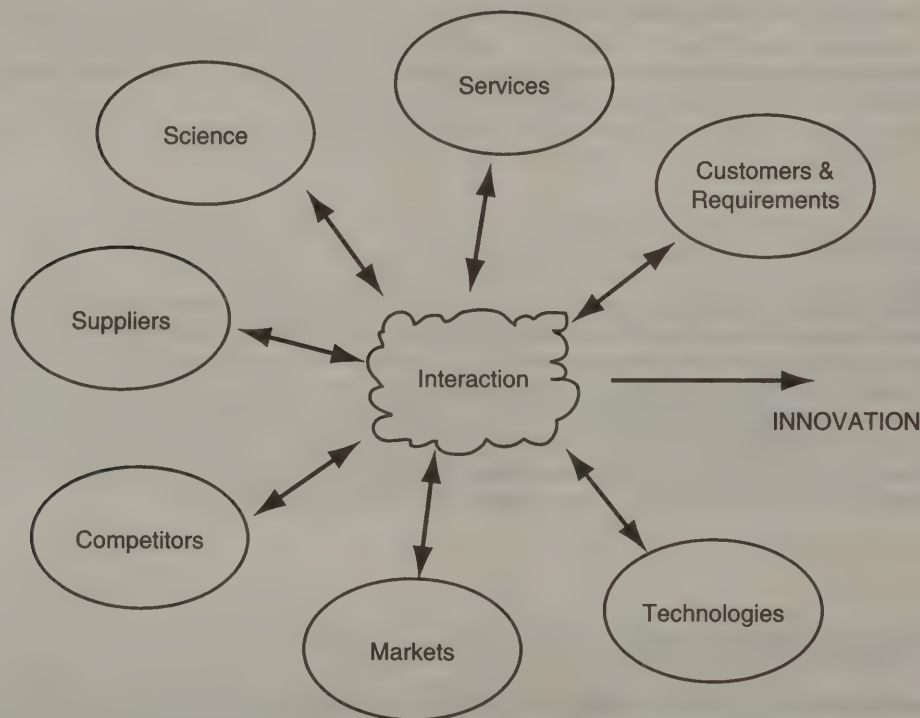 Services
Science
Customers &
Requirements
Suppliers
Interaction
INNOVATION
Competitors
Technologies
Markets